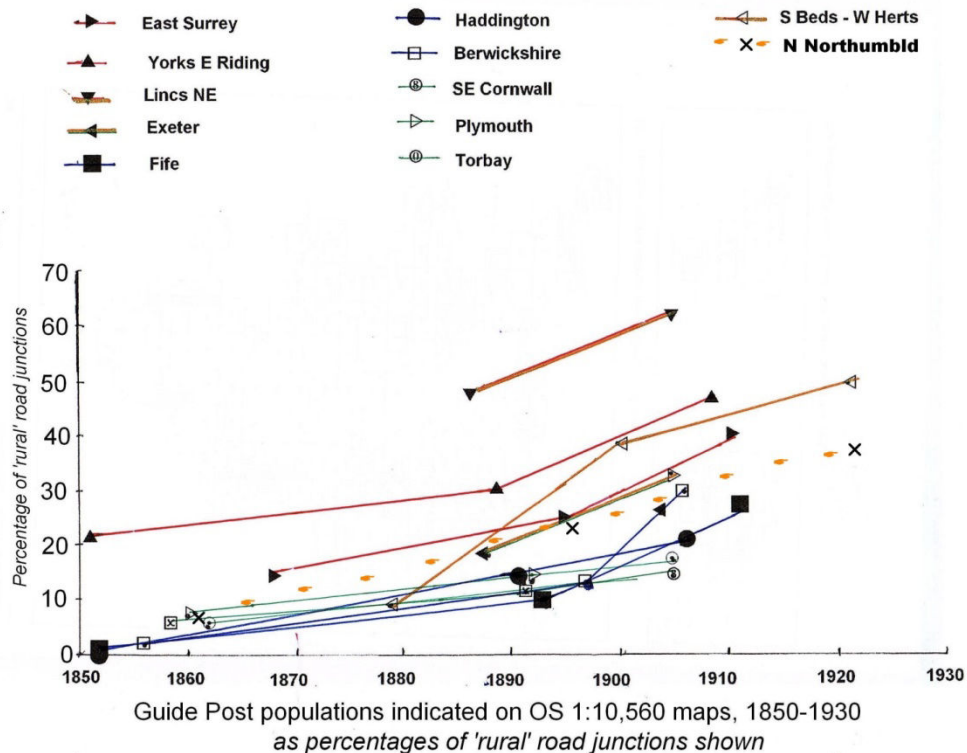 East Surrey
Yorks E Riding
Lincs NE
Exeter
Fife
Haddington
Berwickshire
SE Cornwall
Plymouth
Torbay
S Beds - W Herts
N Northumbld
Percentage of 'rural' road junctions
70
60
50
40
30
20
10
0
1850 1860 1870 1880 1890 1900 1910 1920 1930
Guide Post populations indicated on OS 1:10,560 maps, 1850-1930
as percentages of 'rural' road junctions shown